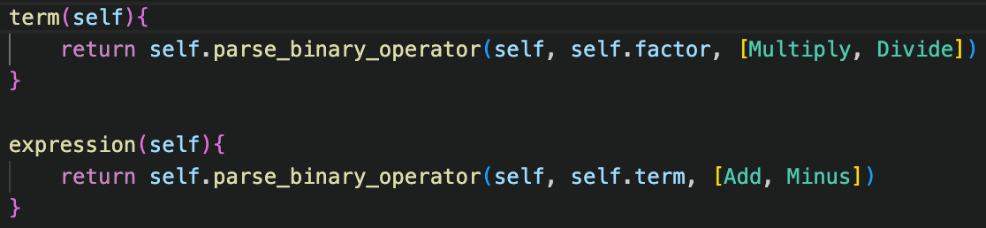 term(self){
    return self.parse_binary_operator(self, self.factor, [Multiply, Divide])
}
expression(self){
    return self.parse_binary_operator(self, self.term, [Add, Minus])
}